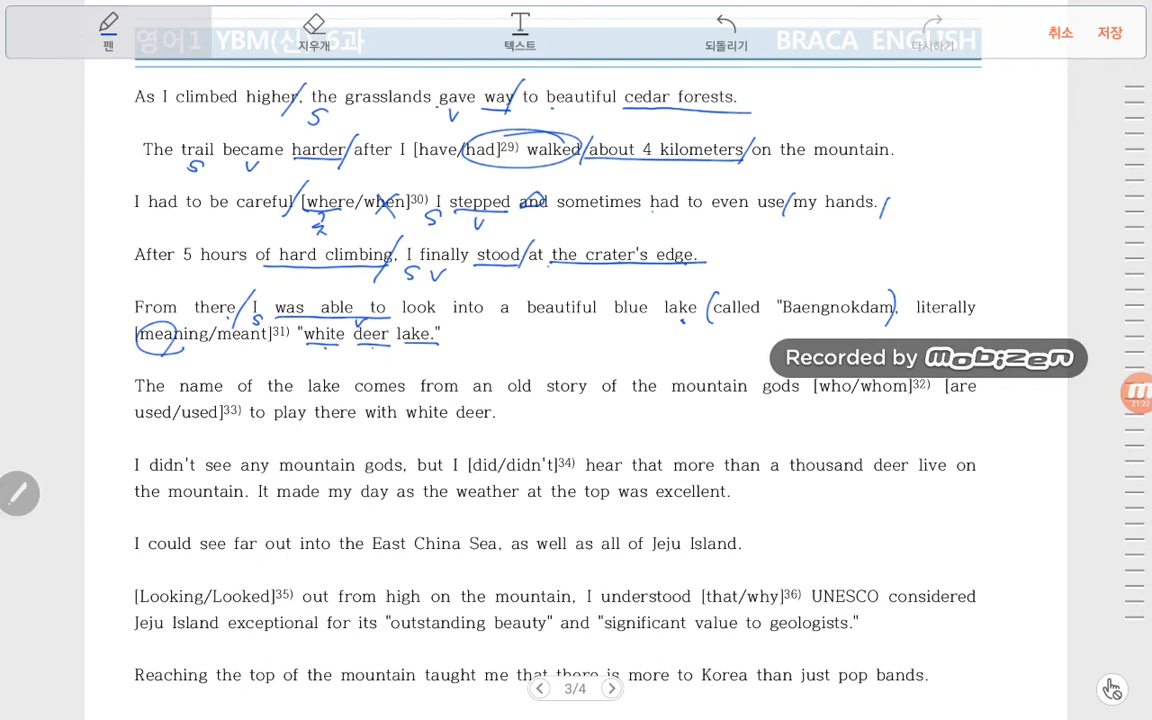 펜 지우개 텍스트 되돌리기 다시하기 취소 저장
영어1 YBM(신) 6과 BRACA ENGLISH
As I climbed higher, the grasslands gave way to beautiful cedar forests.
S V
The trail became harder after I [have/had]29) walked about 4 kilometers on the mountain.
S V
I had to be careful [where/when]30) I stepped and sometimes had to even use my hands.
S V
After 5 hours of hard climbing, I finally stood at the crater's edge.
S V
From there I was able to look into a beautiful blue lake (called "Baengnokdam), literally
S V
[meaning/meant]31) "white deer lake."
Recorded by mobizen
The name of the lake comes from an old story of the mountain gods [who/whom]32) [are
used/used]33) to play there with white deer.
I didn't see any mountain gods, but I [did/didn't]34) hear that more than a thousand deer live on
the mountain. It made my day as the weather at the top was excellent.
I could see far out into the East China Sea, as well as all of Jeju Island.
[Looking/Looked]35) out from high on the mountain, I understood [that/why]36) UNESCO considered
Jeju Island exceptional for its "outstanding beauty" and "significant value to geologists."
Reaching the top of the mountain taught me that there is more to Korea than just pop bands.
3/4